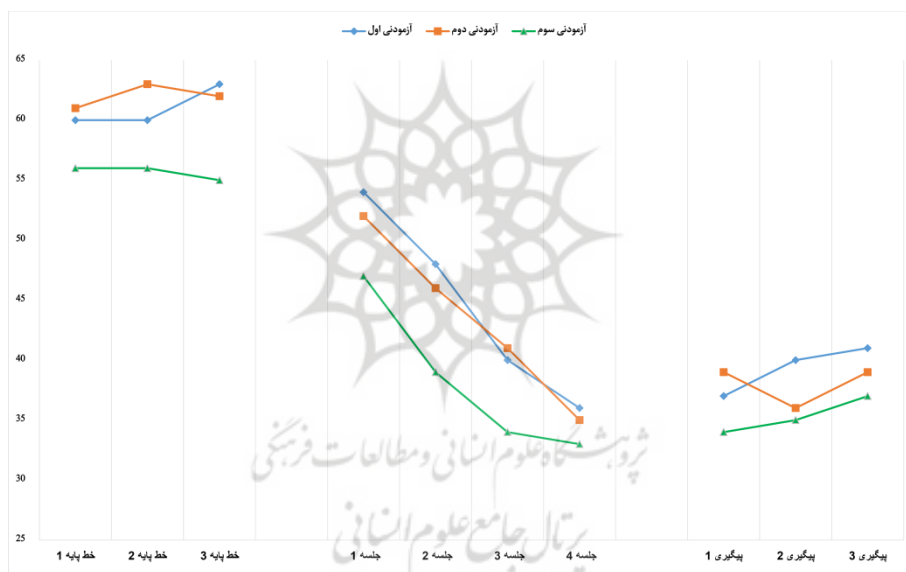 آزمودنی اول آزمودنی دوم آزمودنی سوم
65
60
55
50
45
40
35
30
25
پژوهشگاه علوم انسانی و مطالعات فرهنگی
پرتال جامع علوم انسانی
خط پایه 1 خط پایه 2 خط پایه 3 جلسه 1 جلسه 2 جلسه 3 جلسه 4 پیگیری 1 پیگیری 2 پیگیری 3